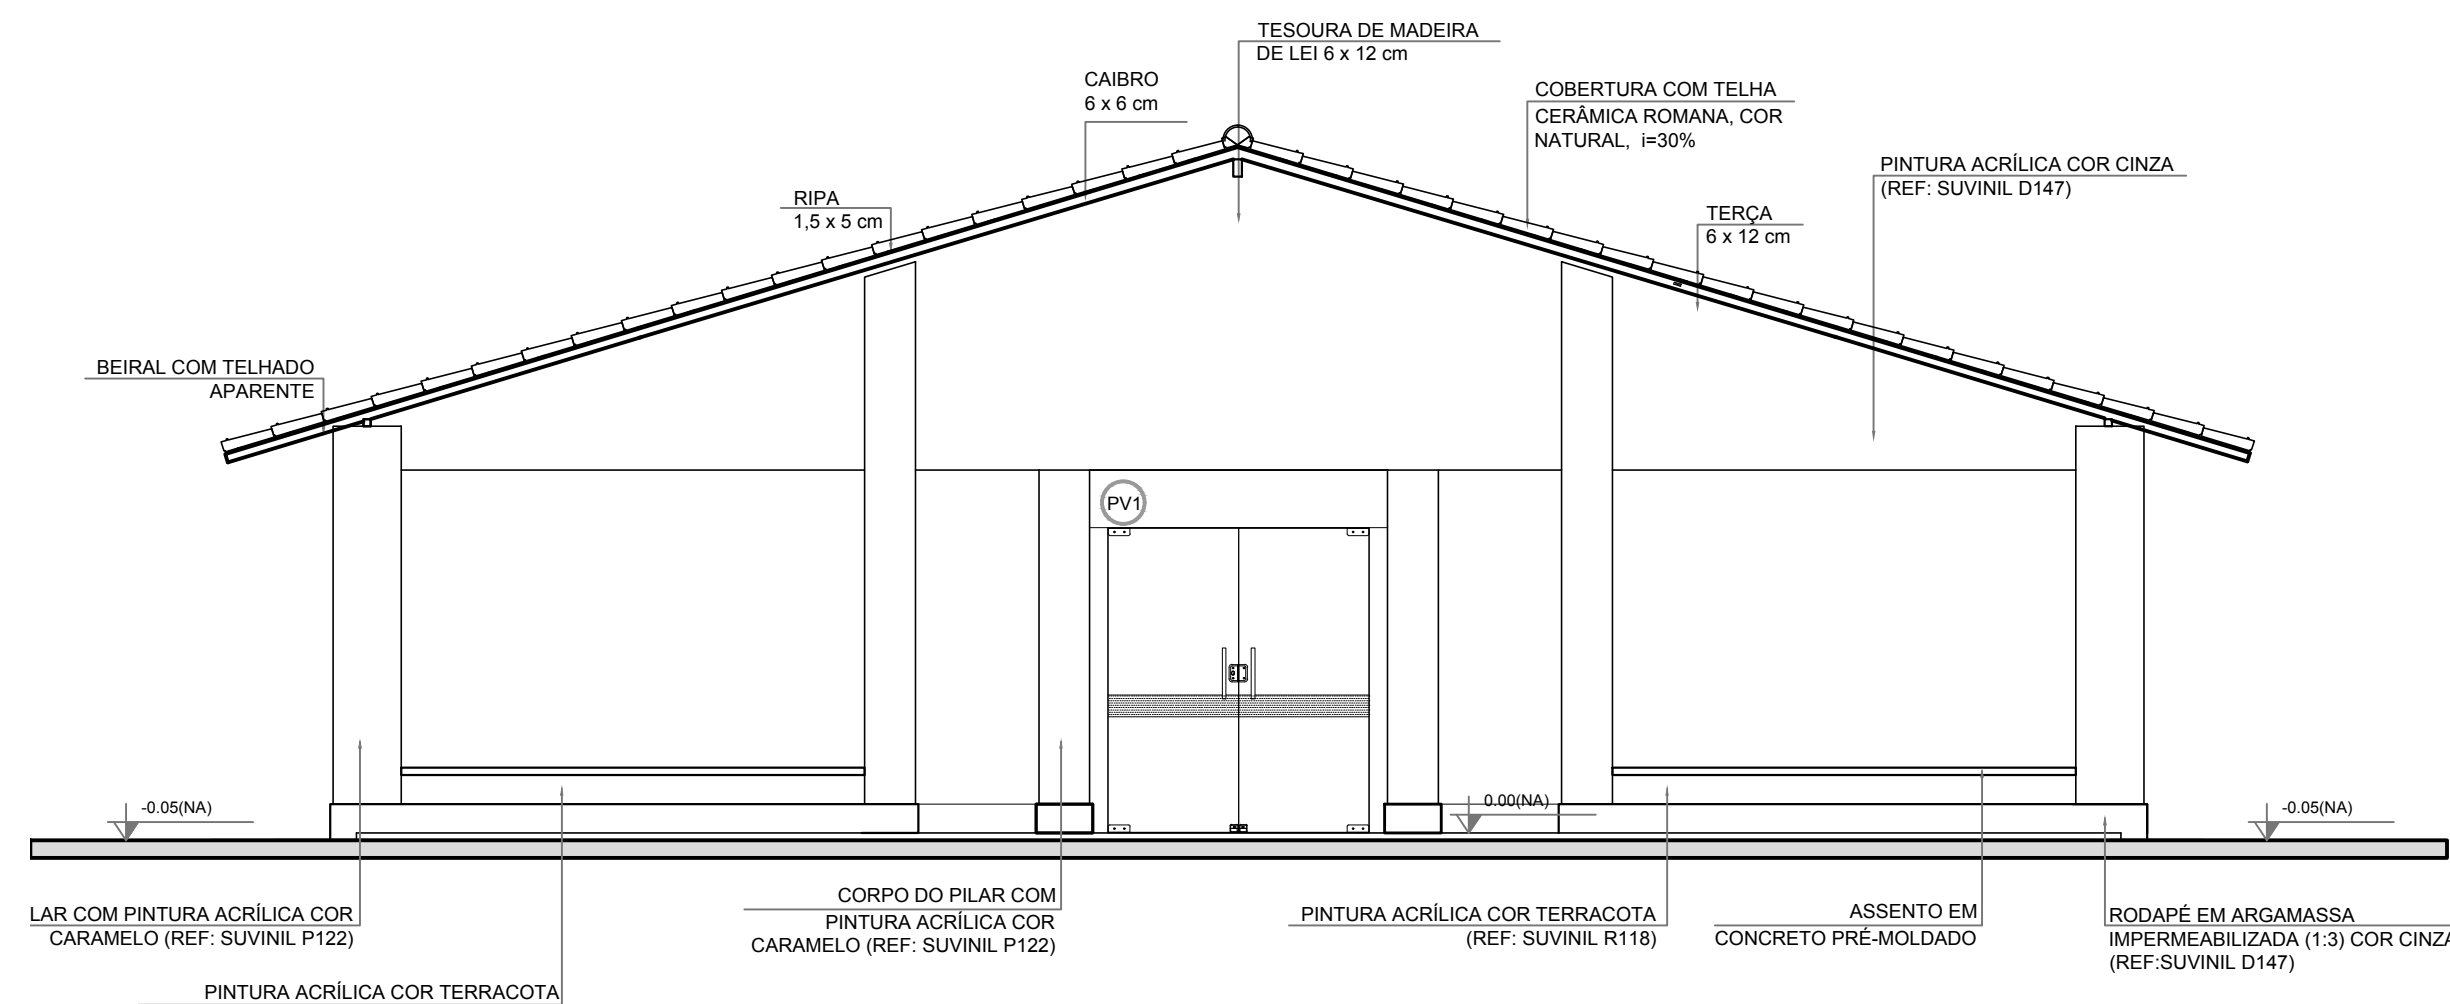 TESOURA DE MADEIRA
DE LEI 6 x 12 cm
CAIBRO
6 x 6 cm
COBERTURA COM TELHA
CERÂMICA ROMANA, COR
NATURAL, i=30%
PINTURA ACRÍLICA COR CINZA
(REF: SUVINIL D147)
RIPA
1,5 x 5 cm
TERÇA
6 x 12 cm
BEIRAL COM TELHADO
APARENTE
PV1
-0.05(NA)
0.00(NA)
-0.05(NA)
LAR COM PINTURA ACRÍLICA COR
CARAMELO (REF: SUVINIL P122)
CORPO DO PILAR COM
PINTURA ACRÍLICA COR
CARAMELO (REF: SUVINIL P122)
PINTURA ACRÍLICA COR TERRACOTA
(REF: SUVINIL R118)
ASSENTO EM
CONCRETO PRÉ-MOLDADO
RODAPÉ EM ARGAMASSA
IMPERMEABILIZADA (1:3) COR CINZA
(REF:SUVINIL D147)
PINTURA ACRÍLICA COR TERRACOTA